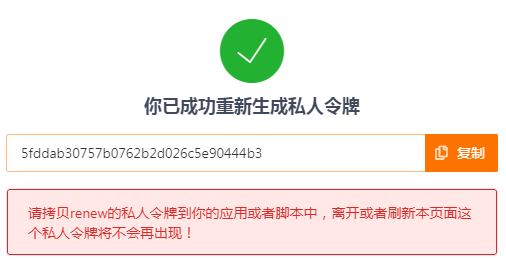 你已成功重新生成私人令牌
5fddab30757b0762b2d026c5e90444b3
复制
请拷贝renew的私人令牌到你的应用或者脚本中，离开或者刷新本页面这
个私人令牌将不会再出现！